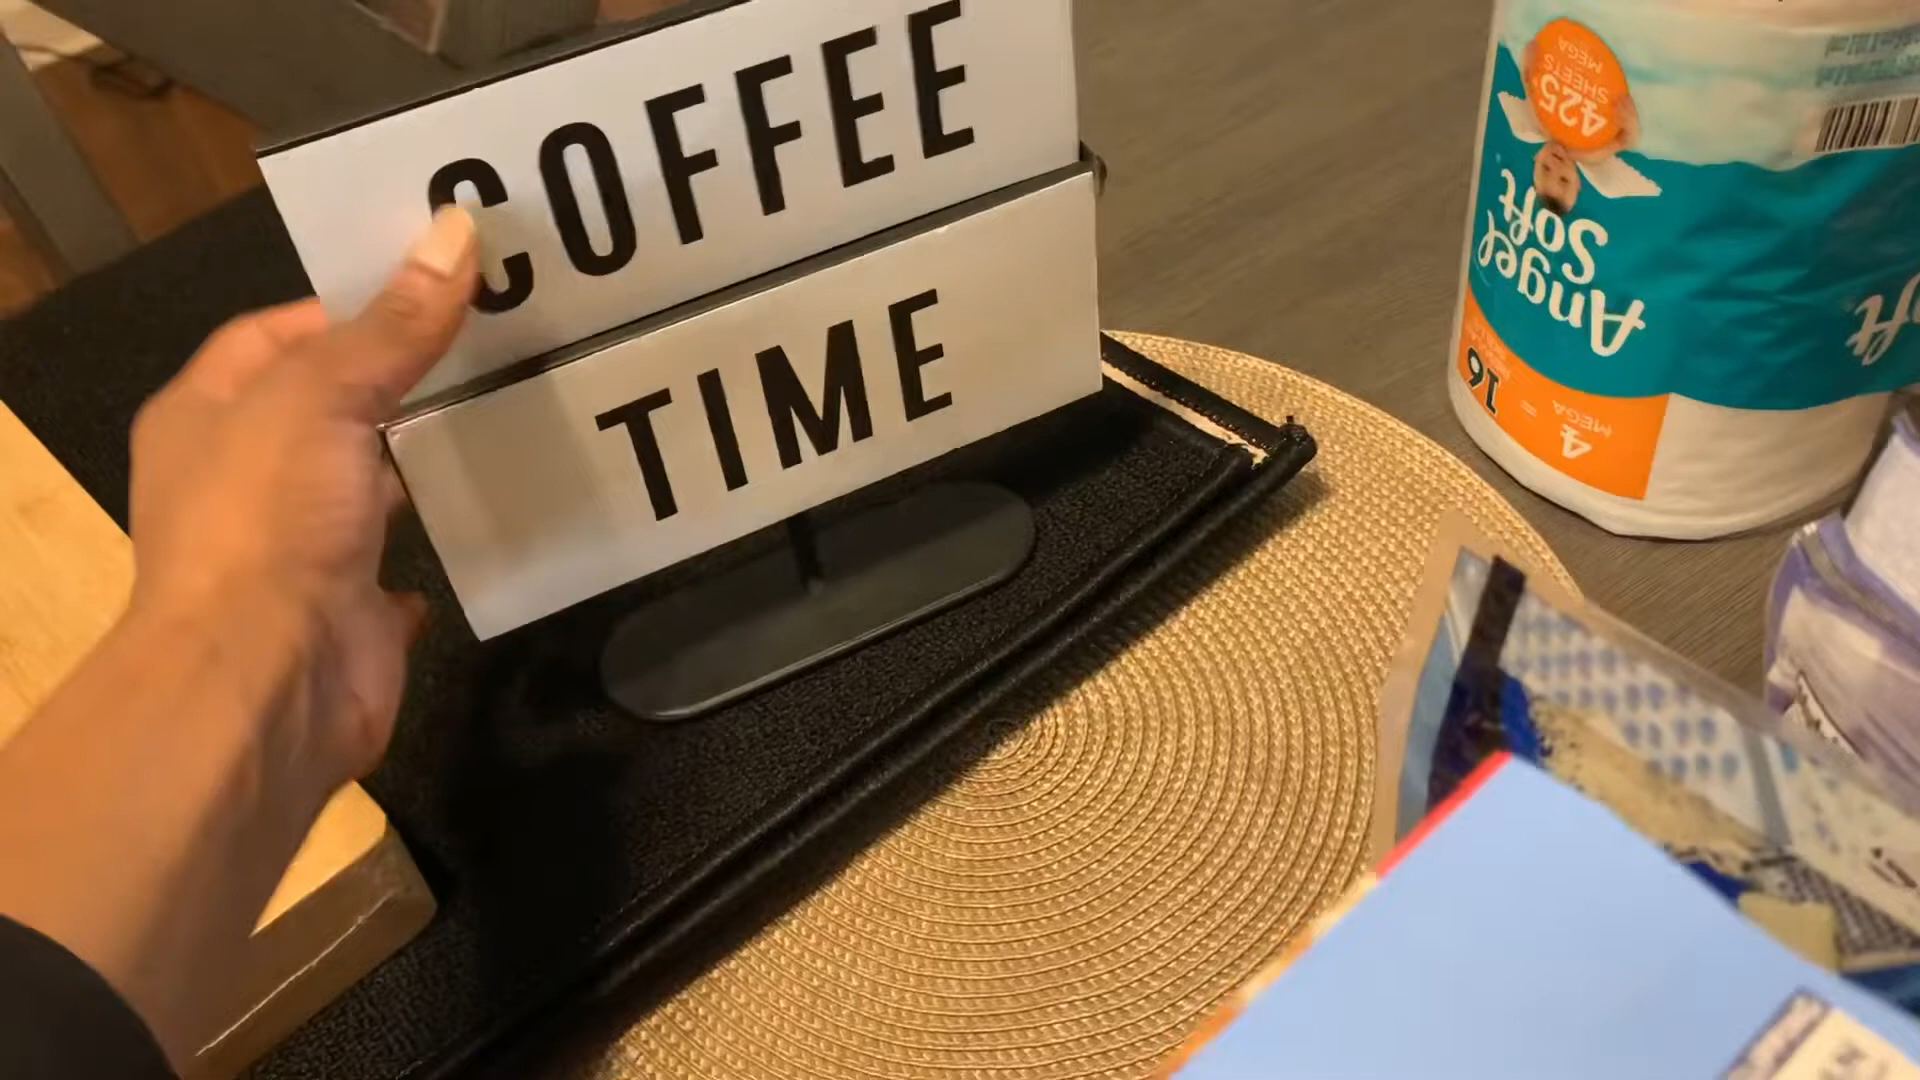 COFFEE
TIME
425
SHEETS
MEGA
Angel
Soft
4
MEGA
=
16